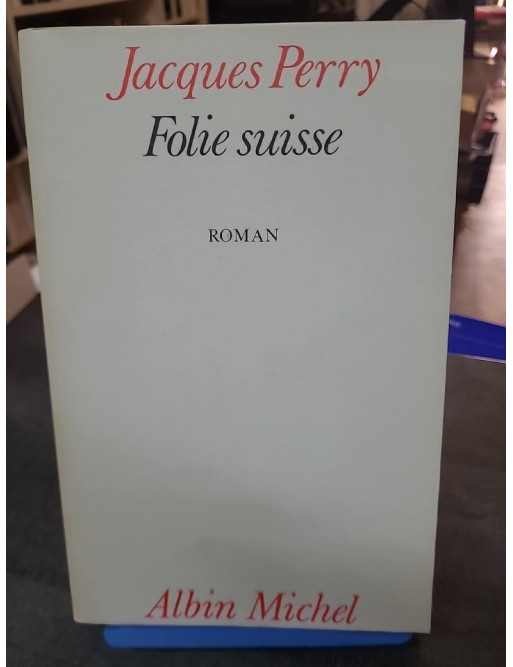 Jacques Perry
Folie suisse
ROMAN
Albin Michel